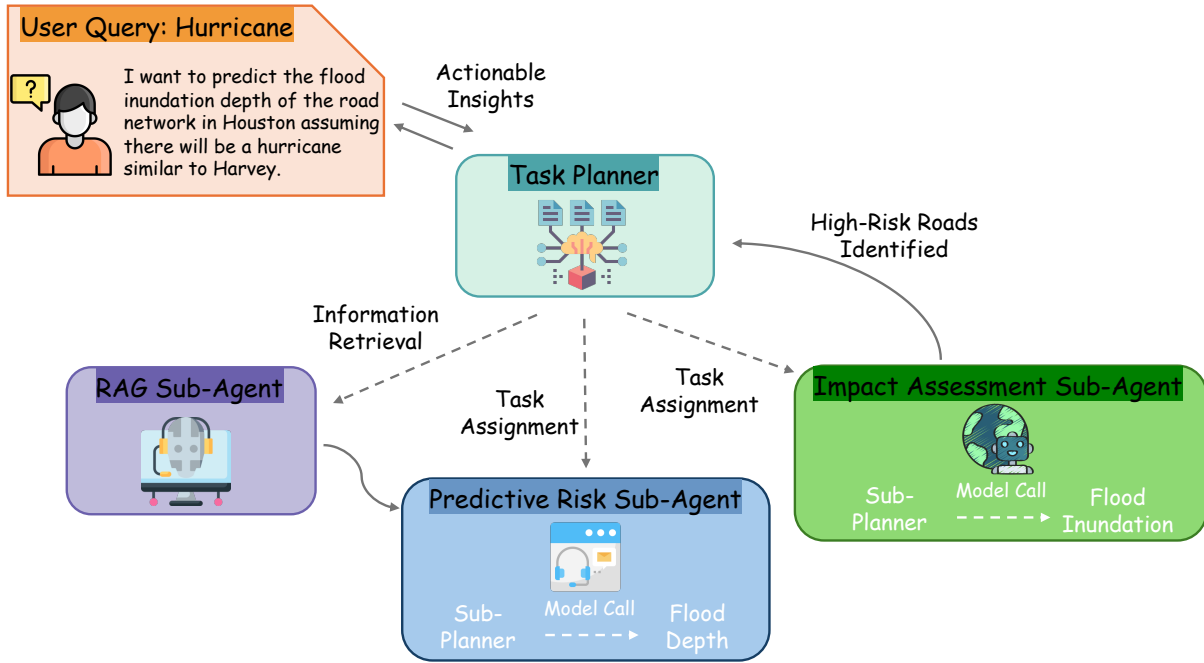 User Query: Hurricane
I want to predict the flood
inundation depth of the road
network in Houston assuming
there will be a hurricane
similar to Harvey.
?
Actionable
Insights
Task Planner
High-Risk Roads
Identified
Information
Retrieval
Task
Assignment
Task
Assignment
RAG Sub-Agent
Predictive Risk Sub-Agent
Sub-
Planner
Model Call
Flood
Depth
Impact Assessment Sub-Agent
Sub-
Planner
Model Call
Flood
Inundation